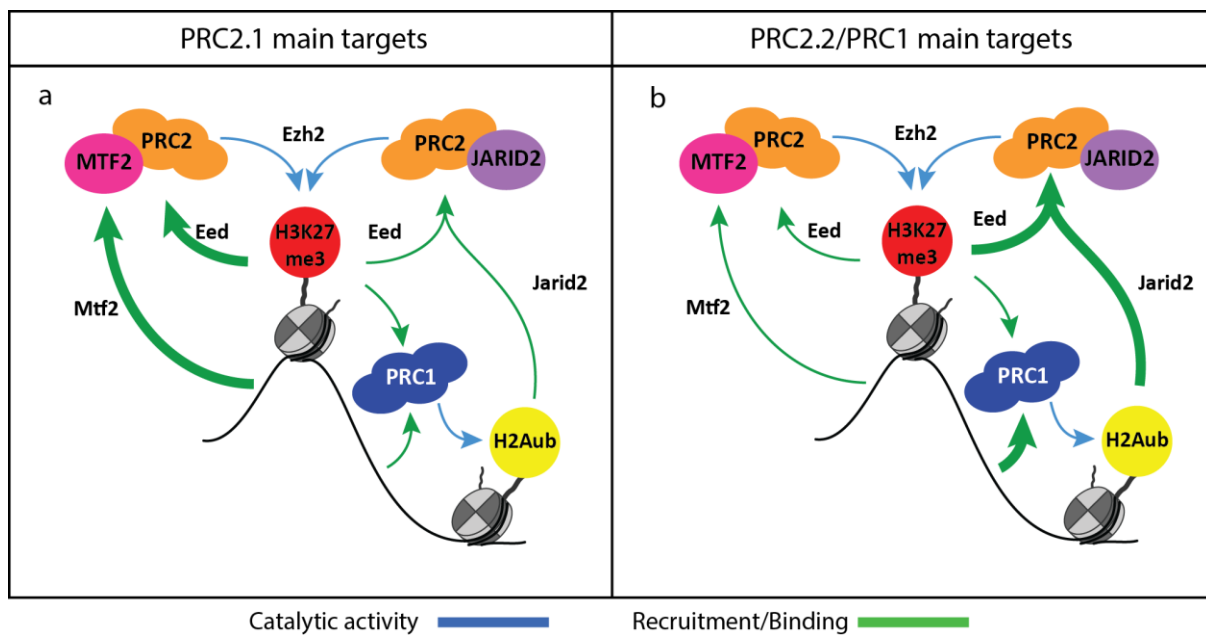 PRC2.1 main targets
PRC2.2/PRC1 main targets
a
PRC2
MTF2
Ezh2
PRC2
JARID2
H3K27
me3
Eed
Eed
Mtf2
Jarid2
PRC1
H2Aub
b
PRC2
MTF2
Ezh2
PRC2
JARID2
H3K27
me3
Eed
Eed
Mtf2
Jarid2
PRC1
H2Aub
Catalytic activity
Recruitment/Binding